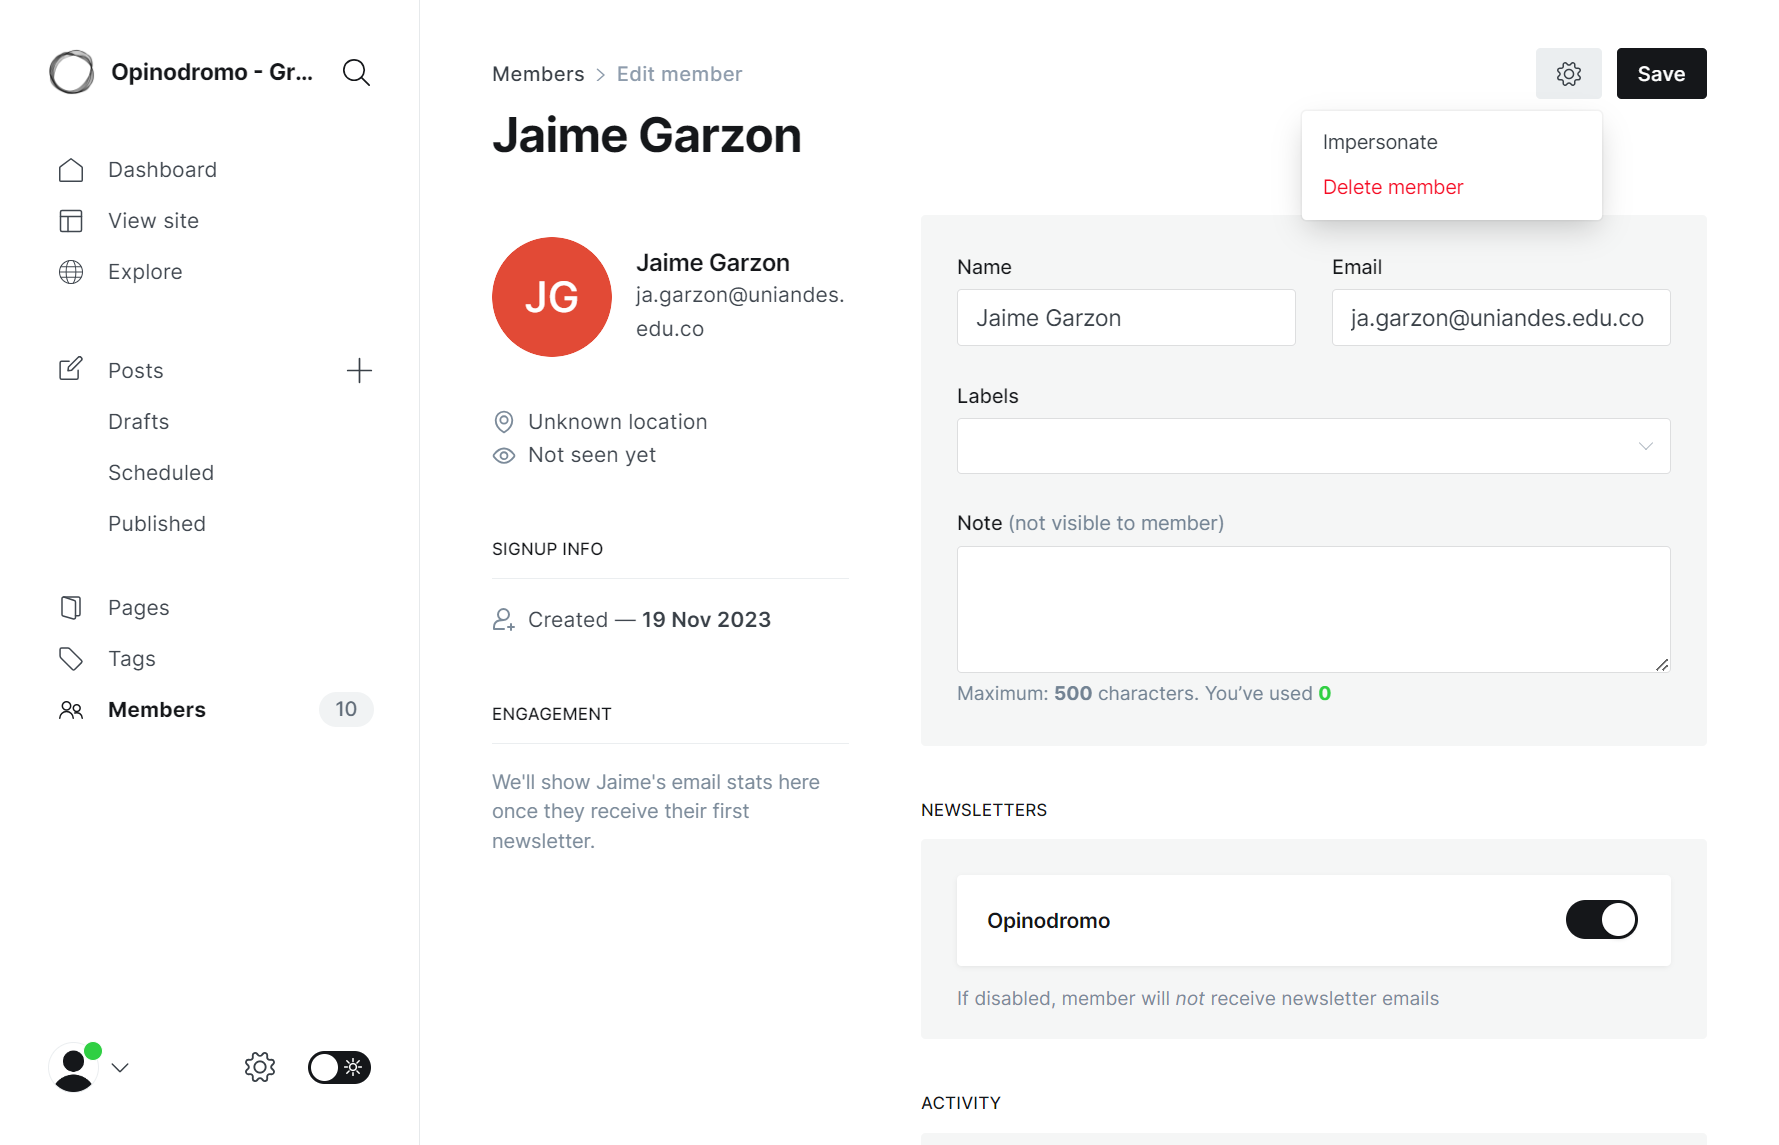 Opinodromo - Gr...
Dashboard
View site
Explore
Posts
Drafts
Scheduled
Published
Pages
Tags
Members
10
Members > Edit member
Save
Jaime Garzon
Impersonate
Delete member
JG
Jaime Garzon
ja.garzon@uniandes.
edu.co
Unknown location
Not seen yet
SIGNUP INFO
Created — 19 Nov 2023
ENGAGEMENT
We'll show Jaime's email stats here
once they receive their first
newsletter.
Name
Email
Jaime Garzon
ja.garzon@uniandes.edu.co
Labels
Note (not visible to member)
Maximum: 500 characters. You’ve used 0
NEWSLETTERS
Opinodromo
If disabled, member will not receive newsletter emails
ACTIVITY